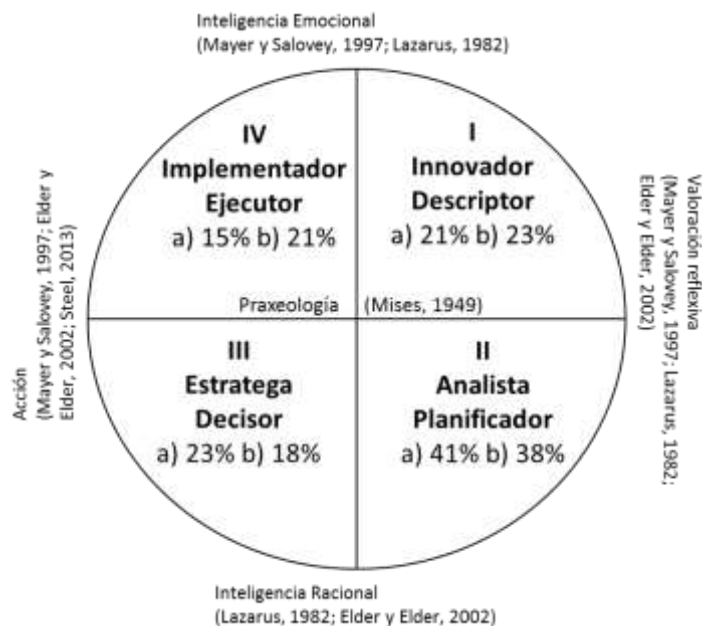 Inteligencia Emocional
(Mayer y Salovey, 1997; Lazarus, 1982)
IV
Implementador
Ejecutor
a) 15% b) 21%
I
Innovador
Descriptor
a) 21% b) 23%
Acción
(Mayer y Salovey, 1997; Elder y
Elder, 2002; Steel, 2013)
Valoración reflexiva
(Mayer y Salovey, 1997; Lazarus, 1982;
Elder y Elder, 2002)
Praxeología (Mises, 1949)
III
Estratega
Decisor
a) 23% b) 18%
II
Analista
Planificador
a) 41% b) 38%
Inteligencia Racional
(Lazarus, 1982; Elder y Elder, 2002)